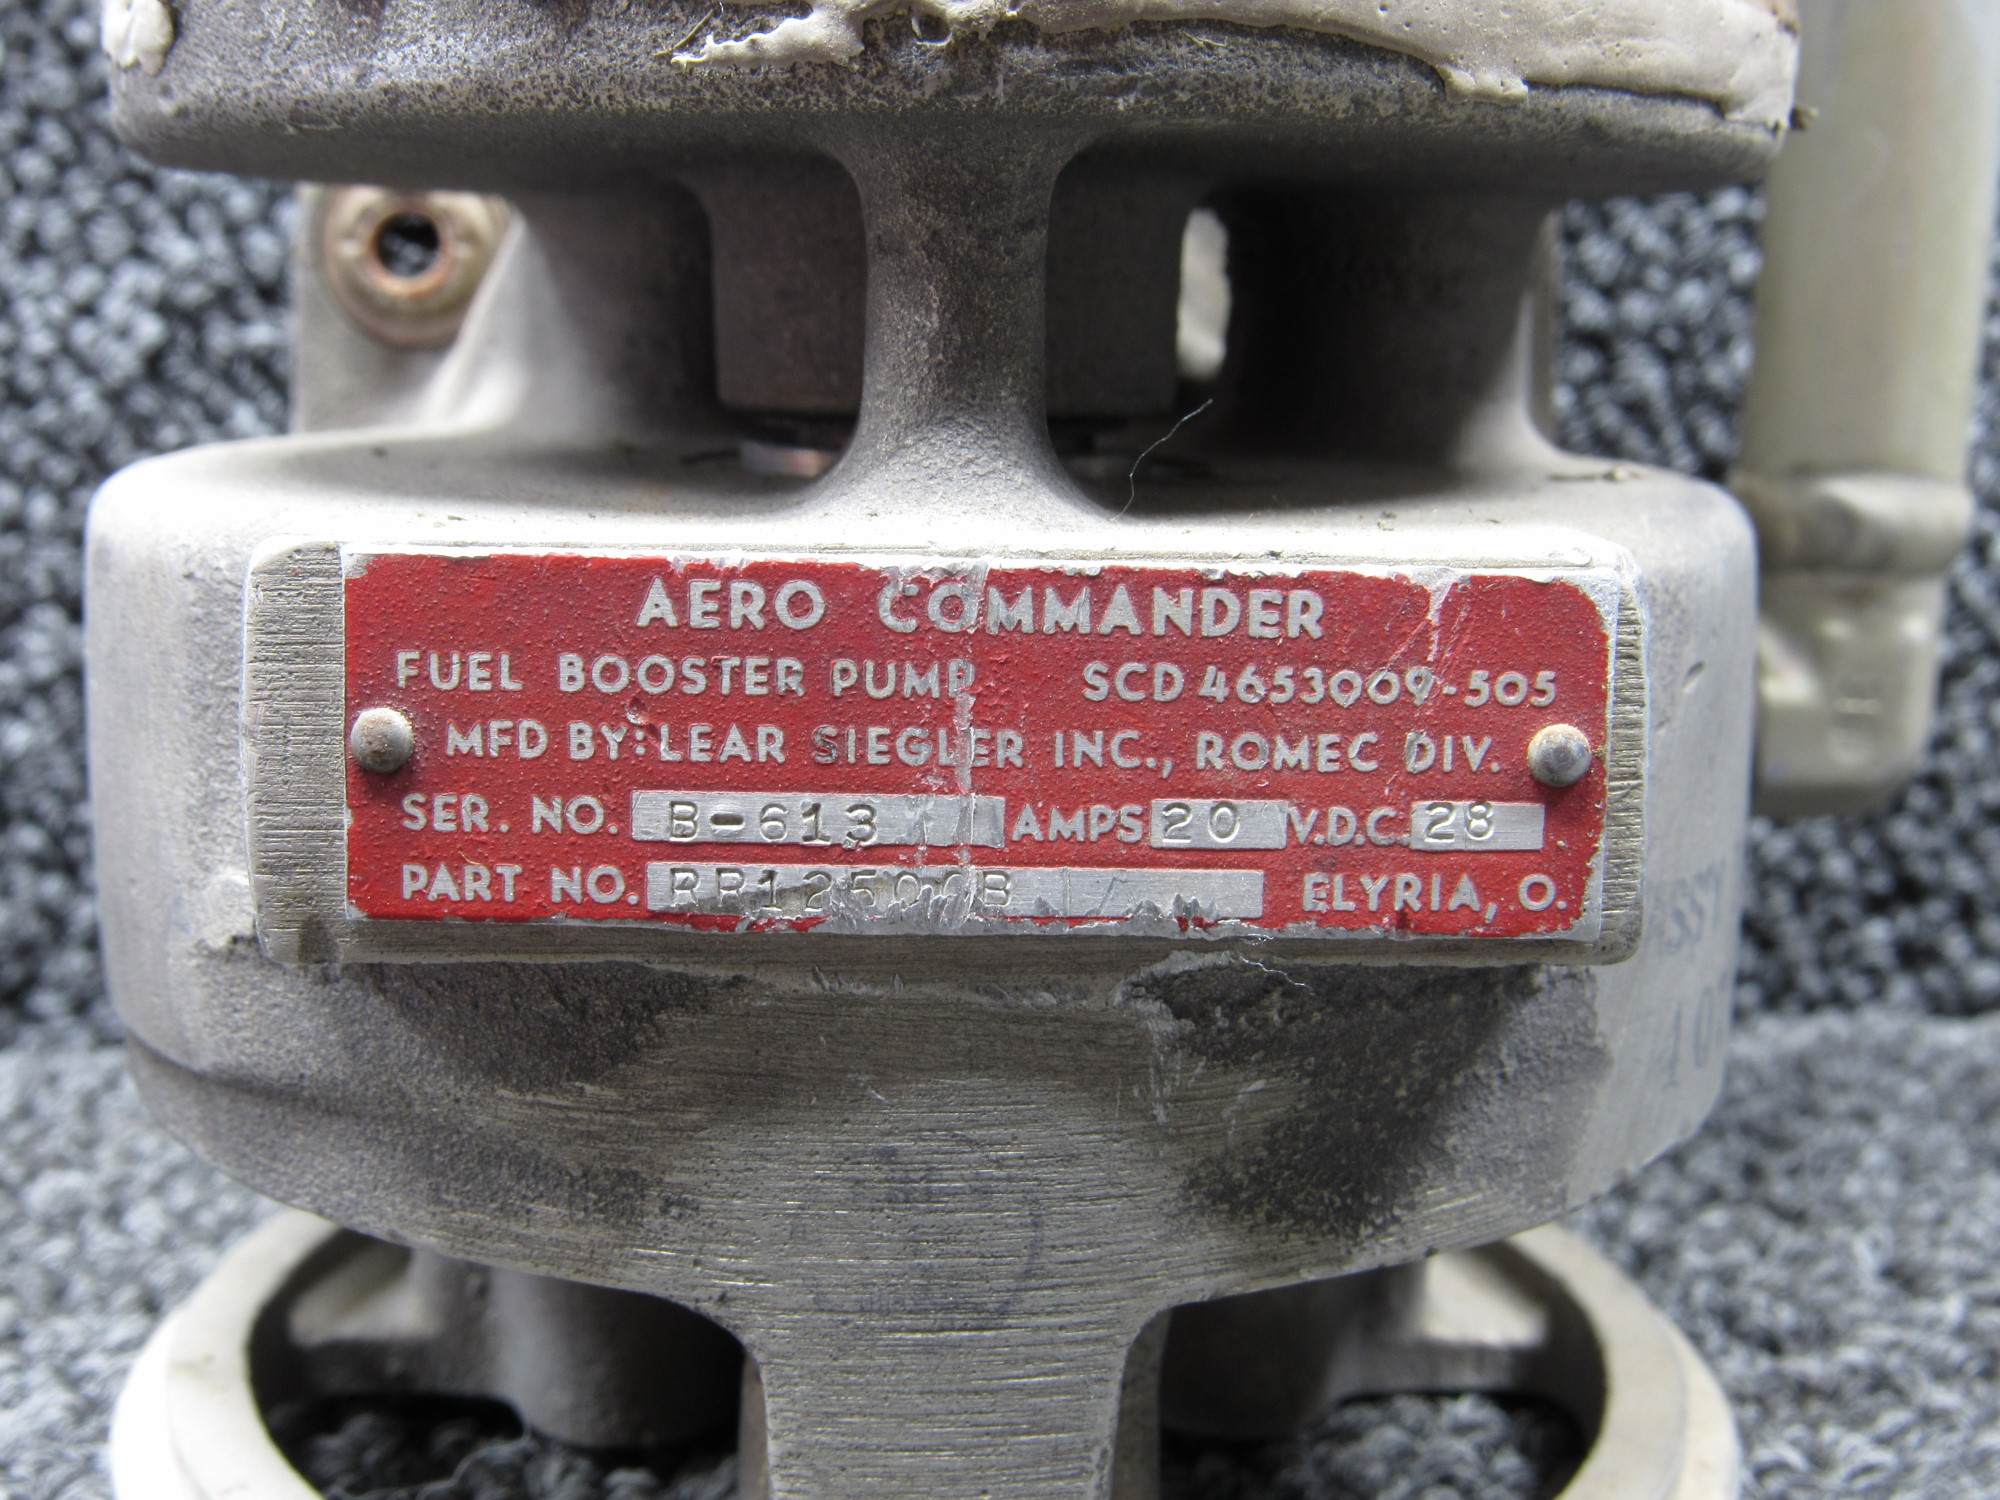 AERO COMMANDER
FUEL BOOSTER PUMP SCD 4653009-505
MFD BY: LEAR SIEGLER INC., ROMEC DIV.
SER. NO. B-613 AMPS 20 V.D.C. 28
PART NO. ELYRIA, O.